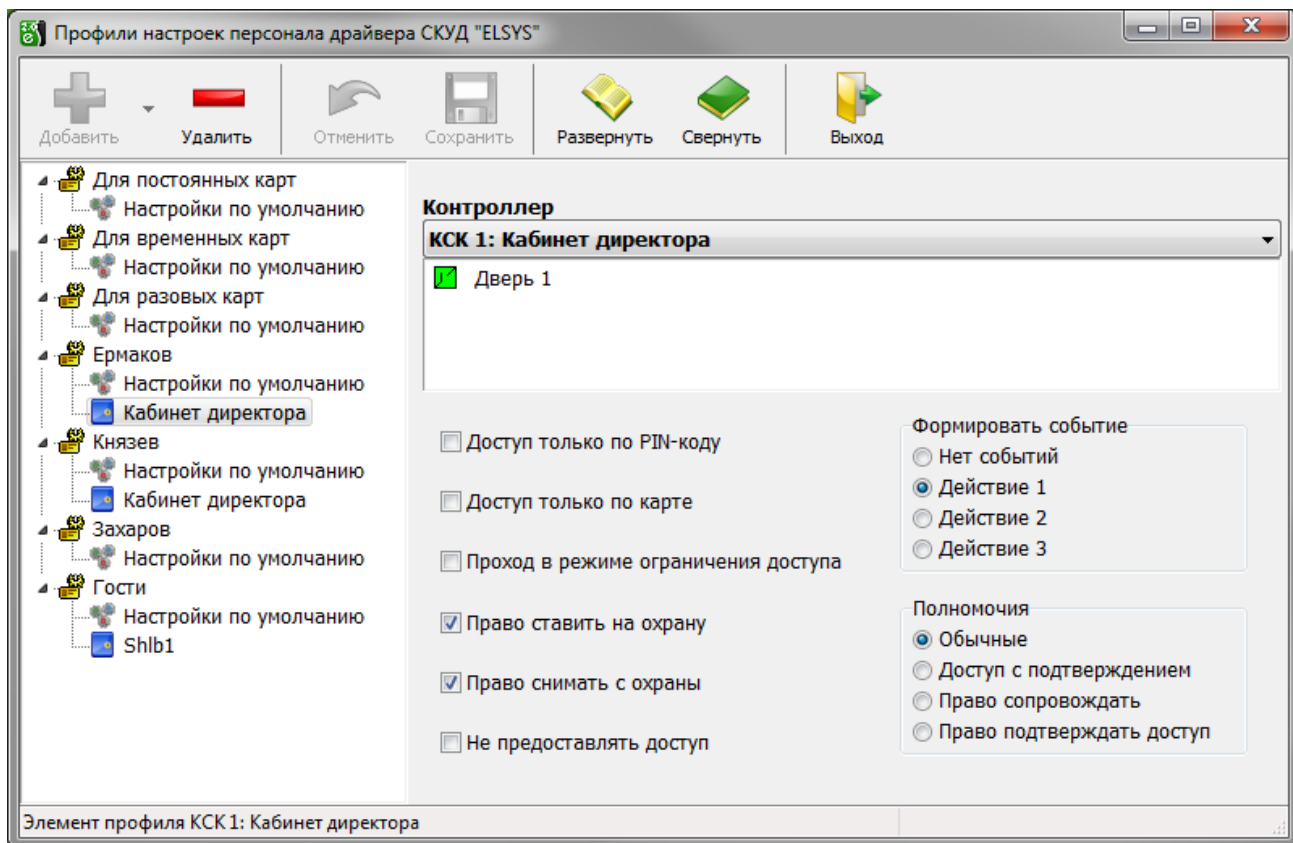 Профили настроек персонала драйвера СКУД "ELSYS"
Добавить Удалить Отменить Сохранить Развернуть Свернуть Выход
Для постоянных карт
Настройки по умолчанию
Для временных карт
Настройки по умолчанию
Для разовых карт
Настройки по умолчанию
Ермаков
Настройки по умолчанию
Кабинет директора
Князев
Настройки по умолчанию
Кабинет директора
Захаров
Настройки по умолчанию
Гости
Настройки по умолчанию
Shlb1
Контроллер
КСК 1: Кабинет директора
Дверь 1
Доступ только по PIN-коду
Доступ только по карте
Проход в режиме ограничения доступа
Право ставить на охрану
Право снимать с охраны
Не предоставлять доступ
Формировать событие
Нет событий
Действие 1
Действие 2
Действие 3
Полномочия
Обычные
Доступ с подтверждением
Право сопровождать
Право подтверждать доступ
Элемент профиля КСК 1: Кабинет директора